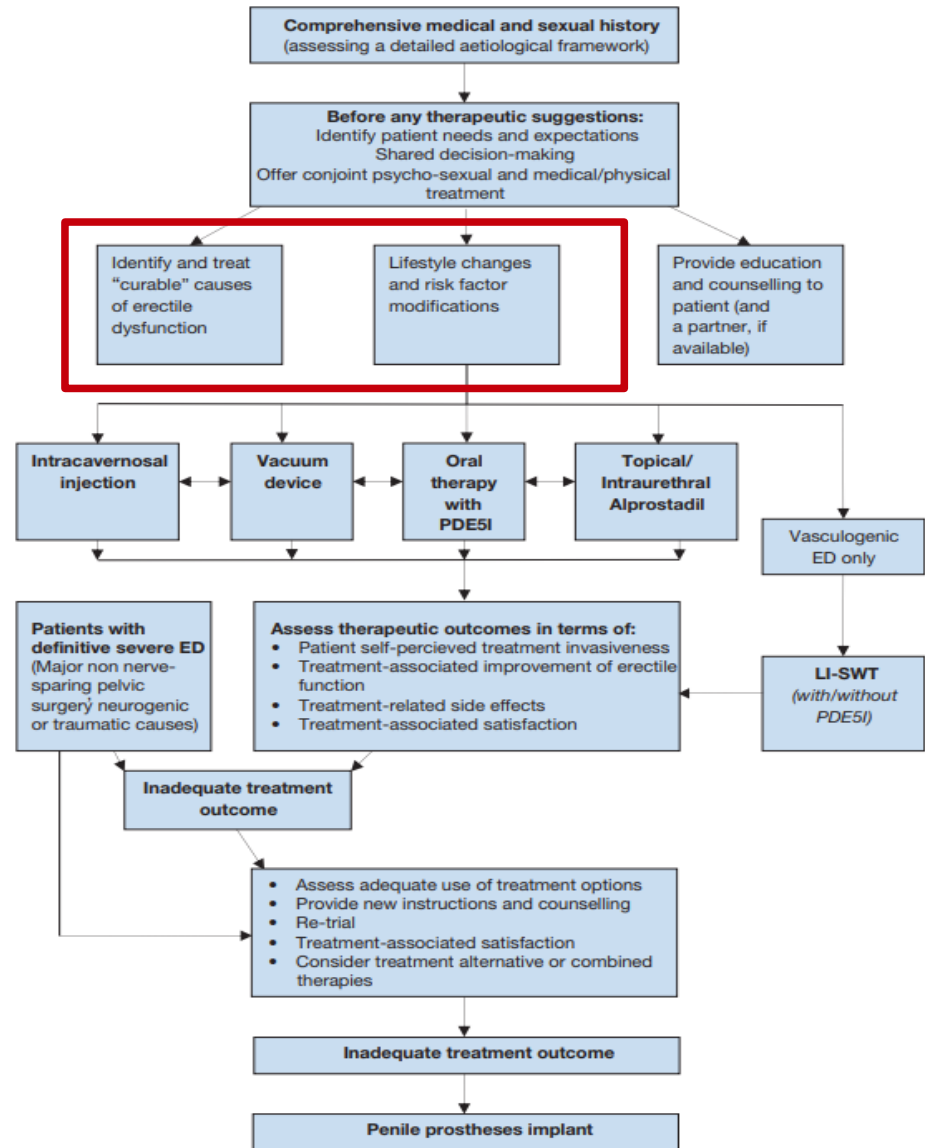 Comprehensive medical and sexual history
(assessing a detailed aetiological framework)
Before any therapeutic suggestions:
Identify patient needs and expectations
Shared decision-making
Offer conjoint psycho-sexual and medical/physical
treatment
Identify and treat
“curable” causes
of erectile
dysfunction
Lifestyle changes
and risk factor
modifications
Provide education
and counselling to
patient (and
a partner, if
available)
Intracavernosal
injection
Vacuum
device
Oral
therapy
with
PDE5I
Topical/
Intraurethral
Alprostadil
Vasculogenic
ED only
Patients with
definitive severe ED
(Major non nerve-
sparing pelvic
surgery, neurogenic
or traumatic causes)
Assess therapeutic outcomes in terms of:
• Patient self-percieved treatment invasiveness
• Treatment-associated improvement of erectile
function
• Treatment-related side effects
• Treatment-associated satisfaction
LI-SWT
(with/without
PDE5I)
Inadequate treatment
outcome
• Assess adequate use of treatment options
• Provide new instructions and counselling
• Re-trial
• Treatment-associated satisfaction
• Consider treatment alternative or combined
therapies
Inadequate treatment outcome
Penile prostheses implant